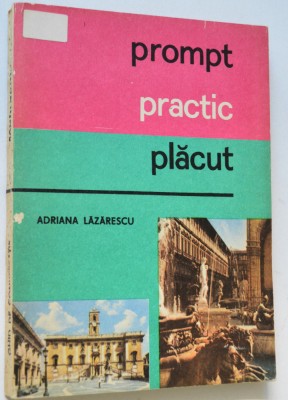 prompt
practic
plăcut
ADRIANA LĂZĂRESCU